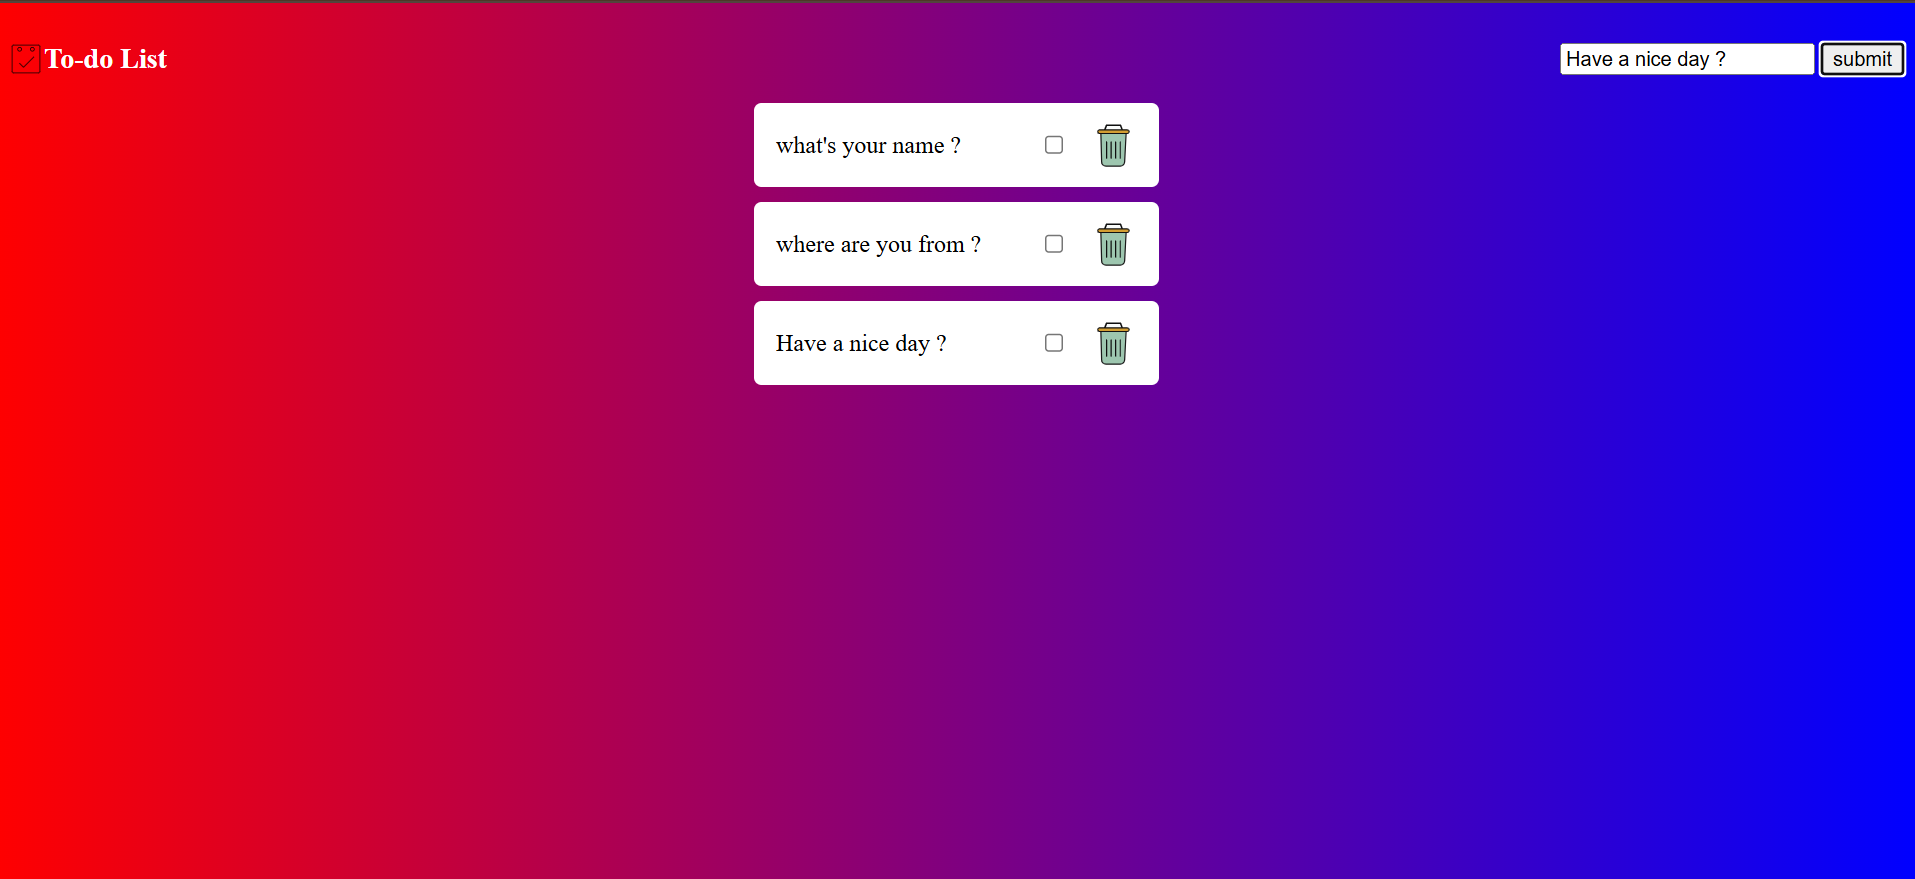 To-do List
Have a nice day ?
submit
what's your name ?
where are you from ?
Have a nice day ?